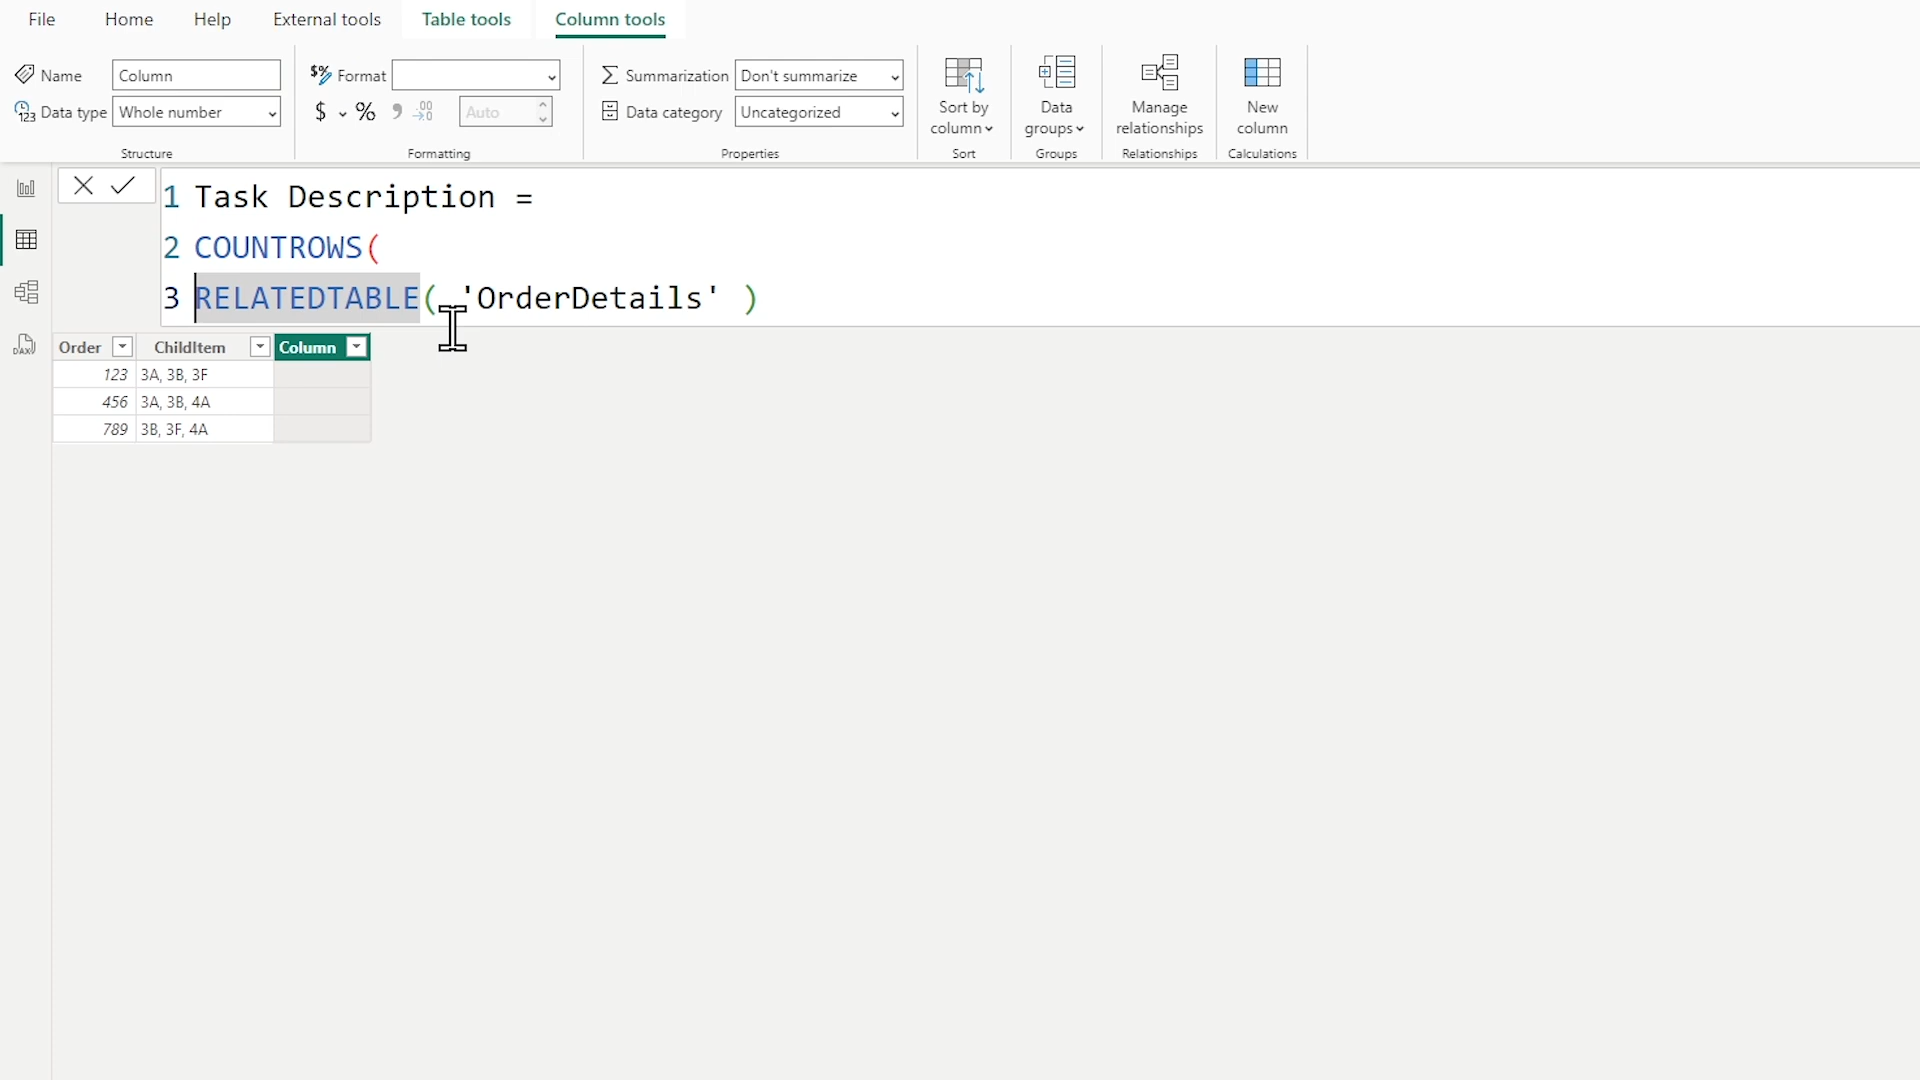 File Home Help External tools Table tools Column tools
Name Column
Data type Whole number
Structure
$% Format
$ % , .00 Auto
Formatting
Summarization Don't summarize
Data category Uncategorized
Properties
Sort by
column
Sort
Data
groups
Groups
Manage
relationships
Relationships
New
column
Calculations
1 Task Description =
2 COUNTROWS(
3 RELATEDTABLE( 'OrderDetails' )
DAX
Order ChildItem Column
123 3A, 3B, 3F
456 3A, 3B, 4A
789 3B, 3F, 4A